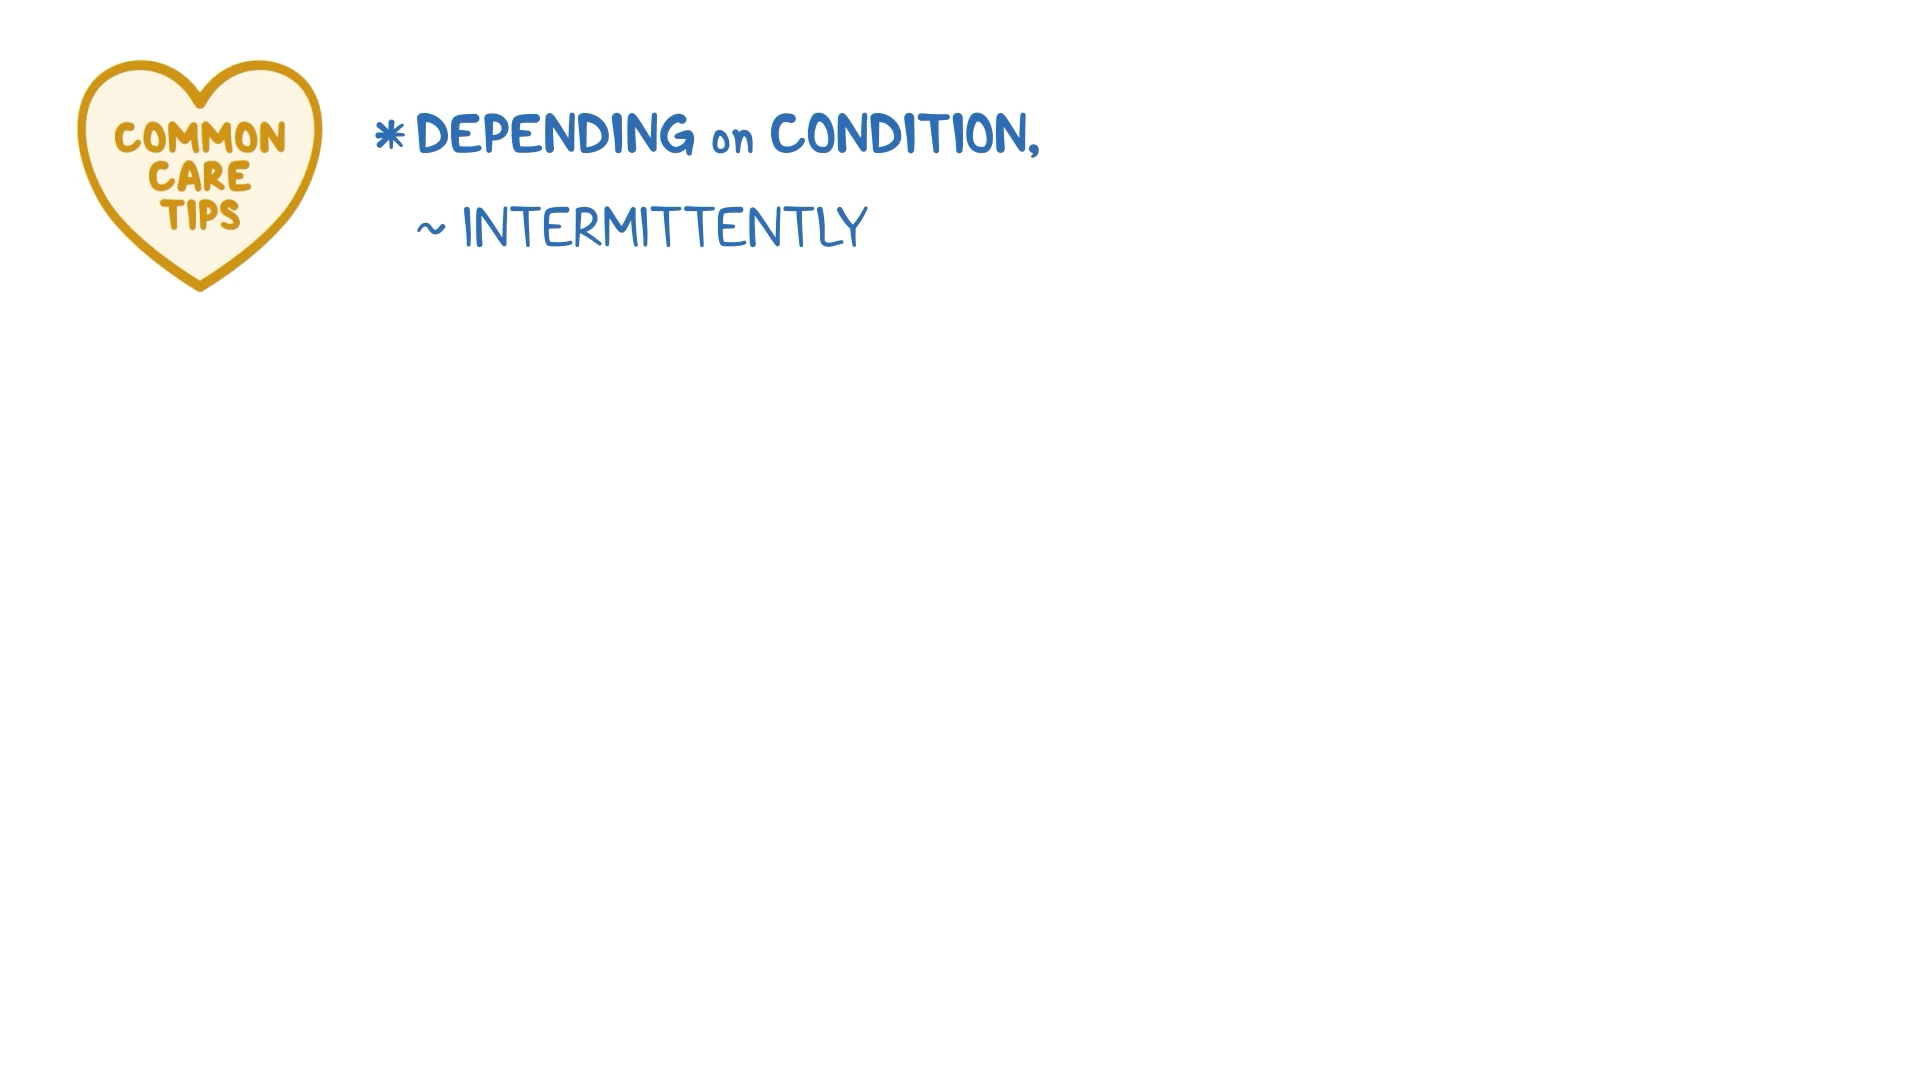 COMMON
CARE
TIPS
* DEPENDING on CONDITION,
~ INTERMITTENTLY